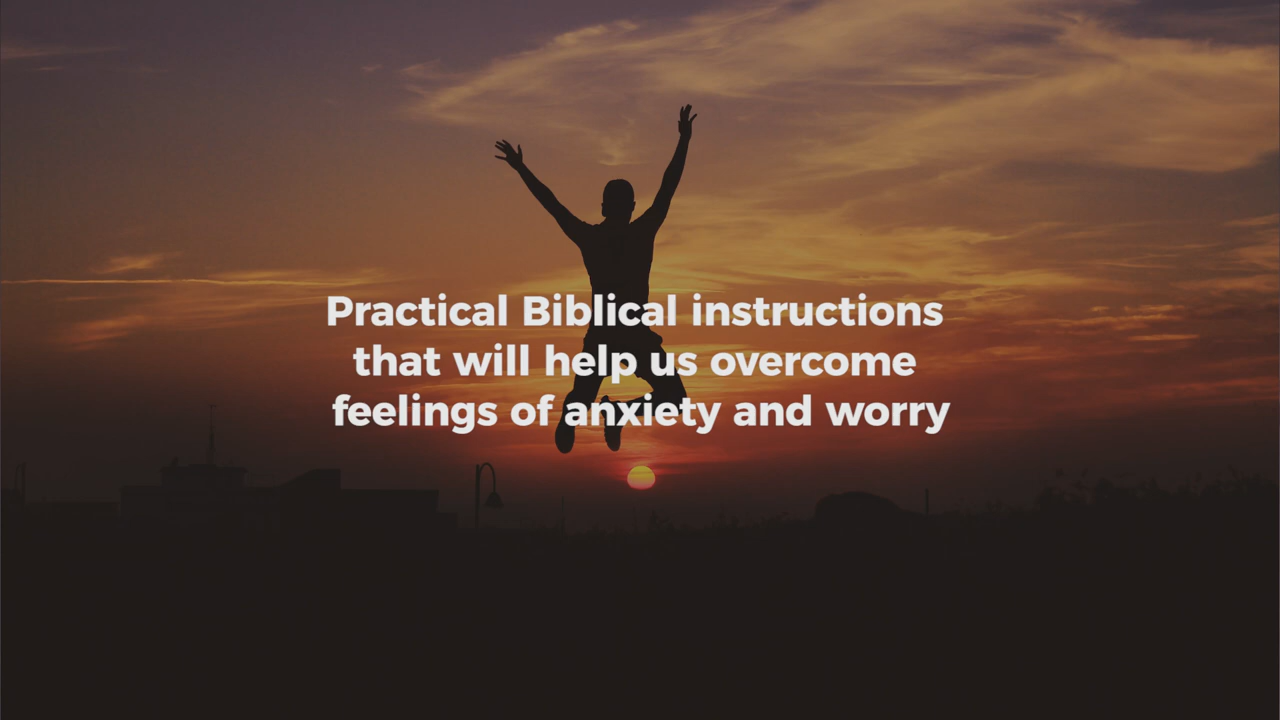 Practical Biblical instructions
that will help us overcome
feelings of anxiety and worry